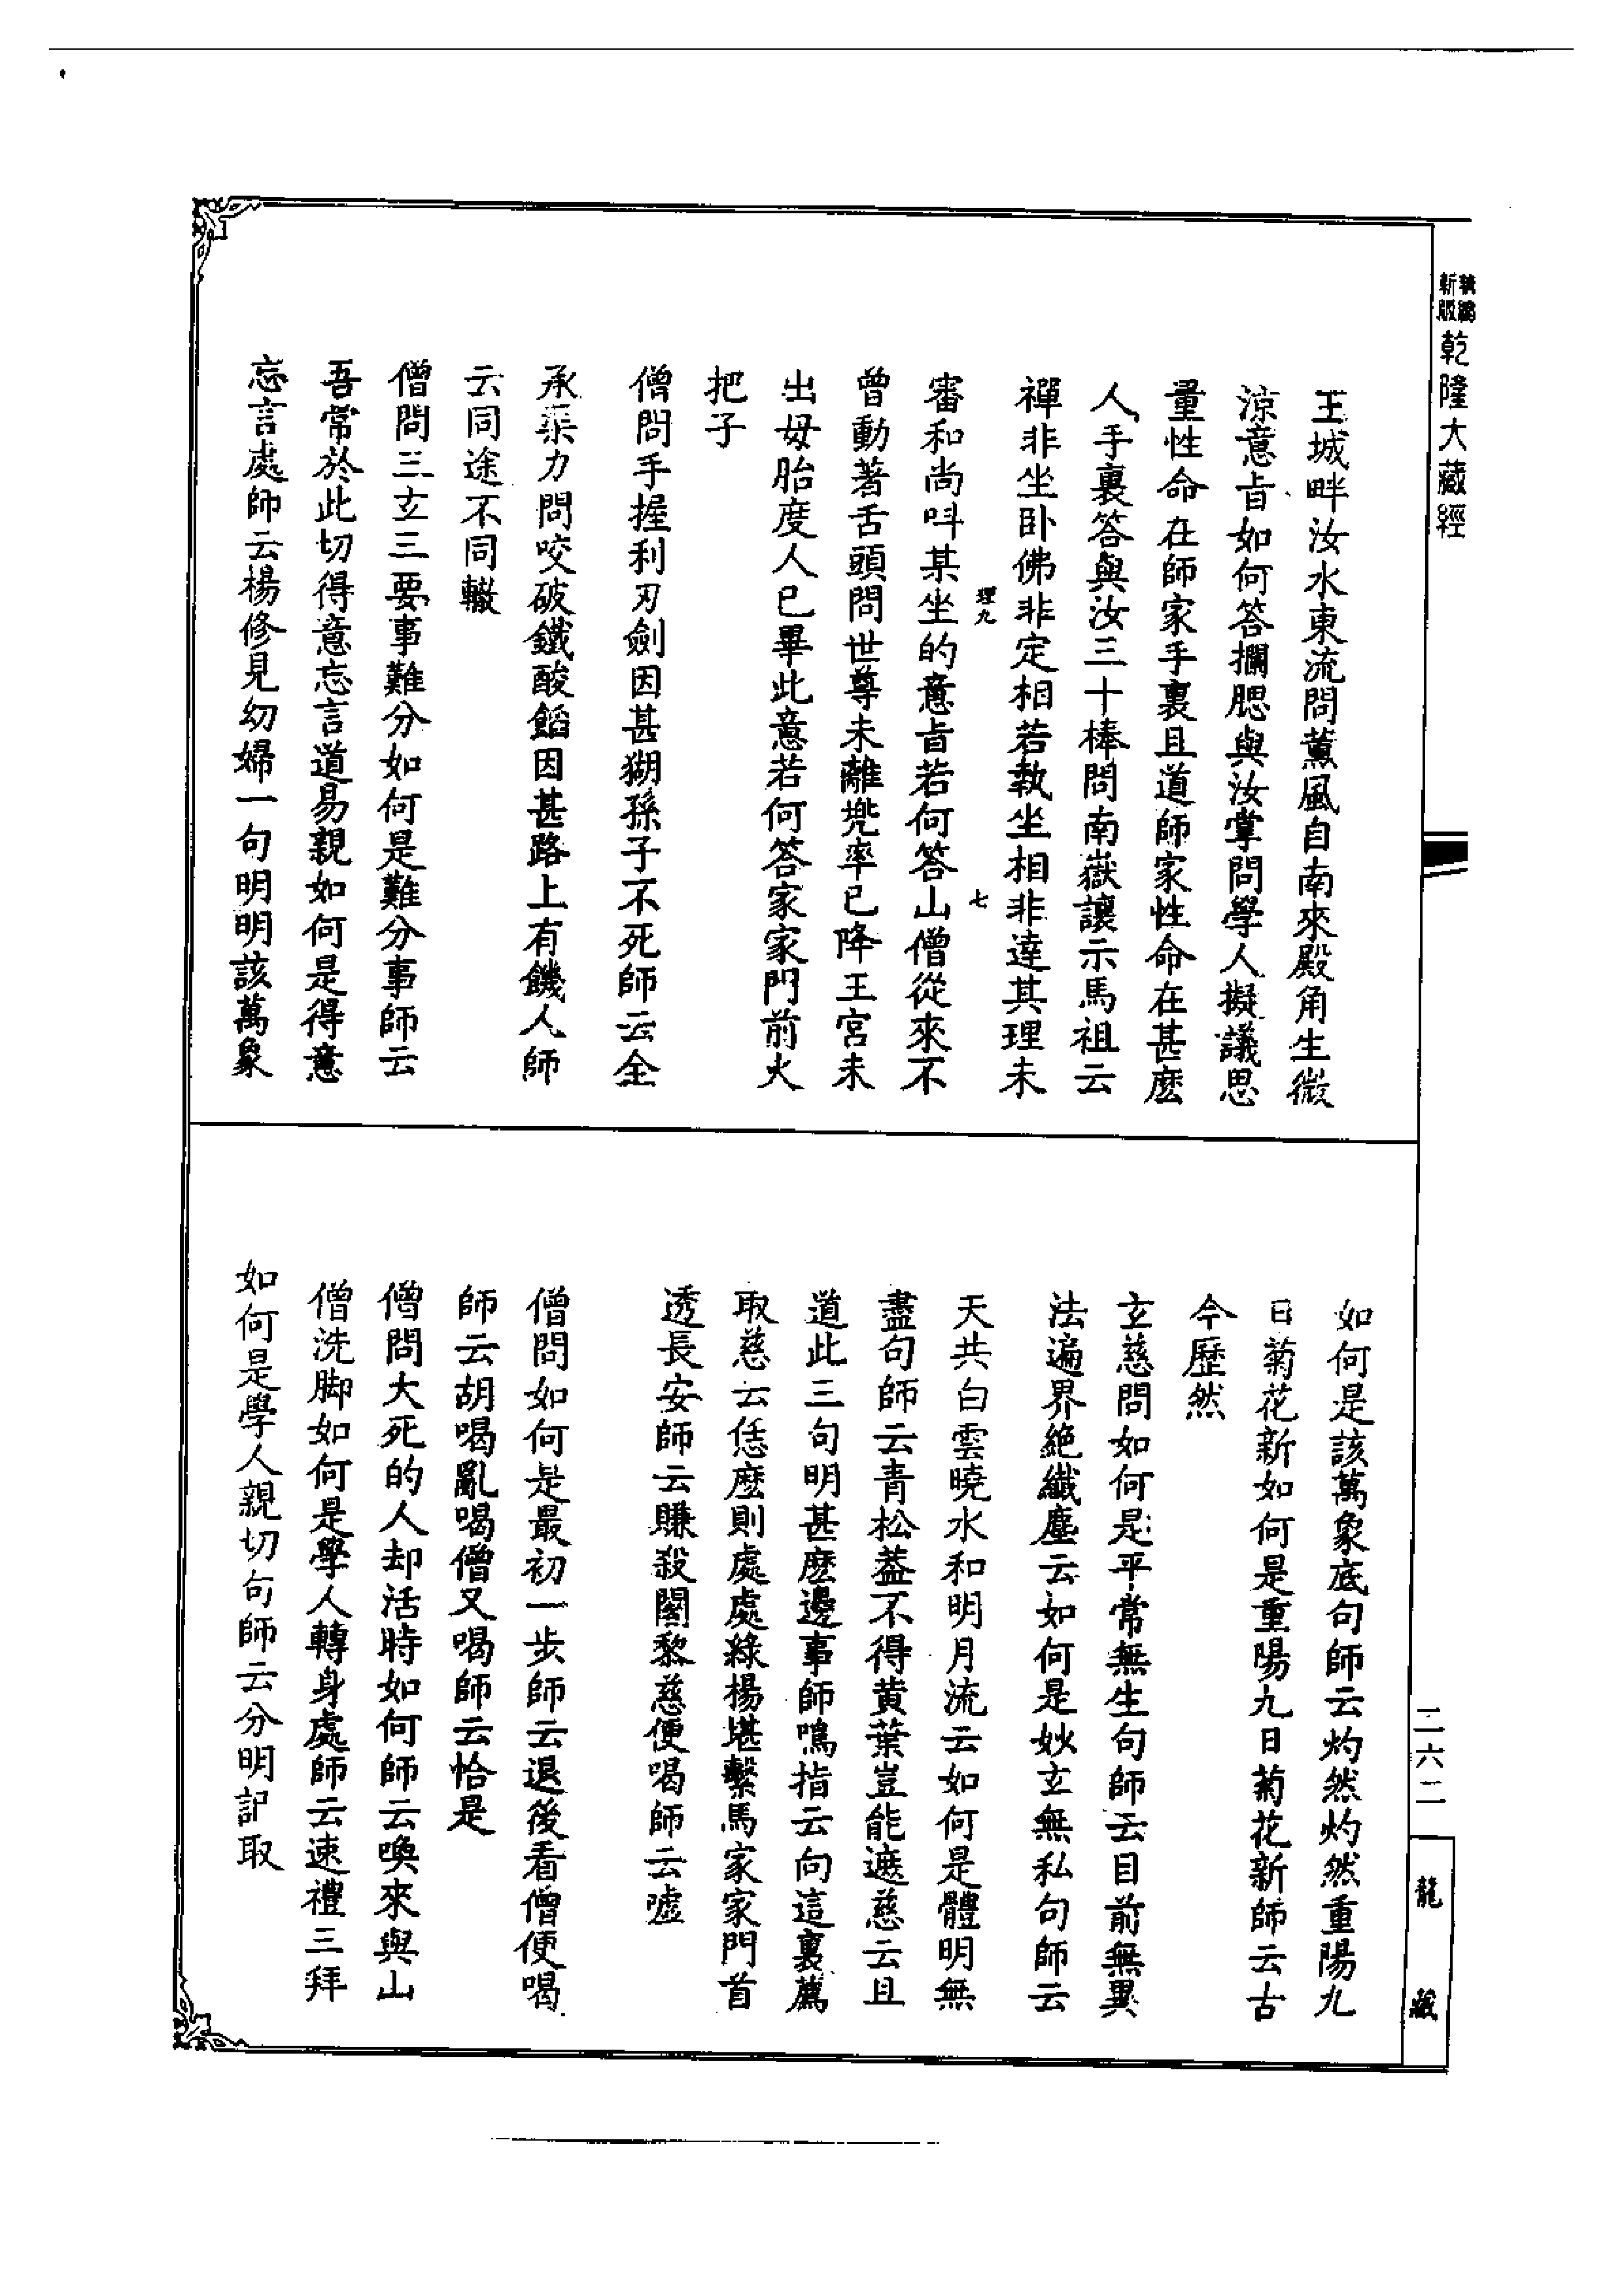 新版
乾隆大藏經
王城畔汝水東流問薰風自南來殿角生微
涼意旨如何答攔腮與汝掌問學人擬議思
量性命在師家手裏且道師家性命在甚麽
人手裏答與汝三十棒問南嶽讓示馬祖云
禪非坐卧佛非定相若執坐相非達其理未
理九
七
審和尚呌某坐的意旨若何答山僧從來不
曾動著舌頭問世尊未離兜率已降王宮未
出母胎度人已畢此意若何答家家門前火
把子
僧問手握利刃劍因甚猢孫子不死師云全
承渠力問咬破鐵酸餡因甚路上有饑人師
云同途不同轍
僧問三玄三要事難分如何是難分事師云
吾常於此切得意忘言道易親如何是得意
忘言處師云楊修見幼婦一句明明該萬象
如何是該萬象底句師云灼然灼然重陽九
日菊花新如何是重陽九日菊花新師云古
今歷然
玄慈問如何是平常無生句師云目前無異
法遍界絶纖塵云如何是妙玄無私句師云
天共白雲曉水和明月流云如何是體明無
盡句師云青松葢不得黄葉豈能遮慈云且
道此三句明甚麽邊事師鳴指云向這裏薦
取慈云恁麽則處處綠楊堪繫馬家家門首
透長安師云賺殺闍黎慈便喝師云噓
僧問如何是最初一步師云退後看僧便喝
師云胡喝亂喝僧又喝師云恰是
僧問大死的人却活時如何師云喚來與山
僧洗脚如何是學人轉身處師云速禮三拜
如何是學人親切句師云分明記取
二六二
龍藏